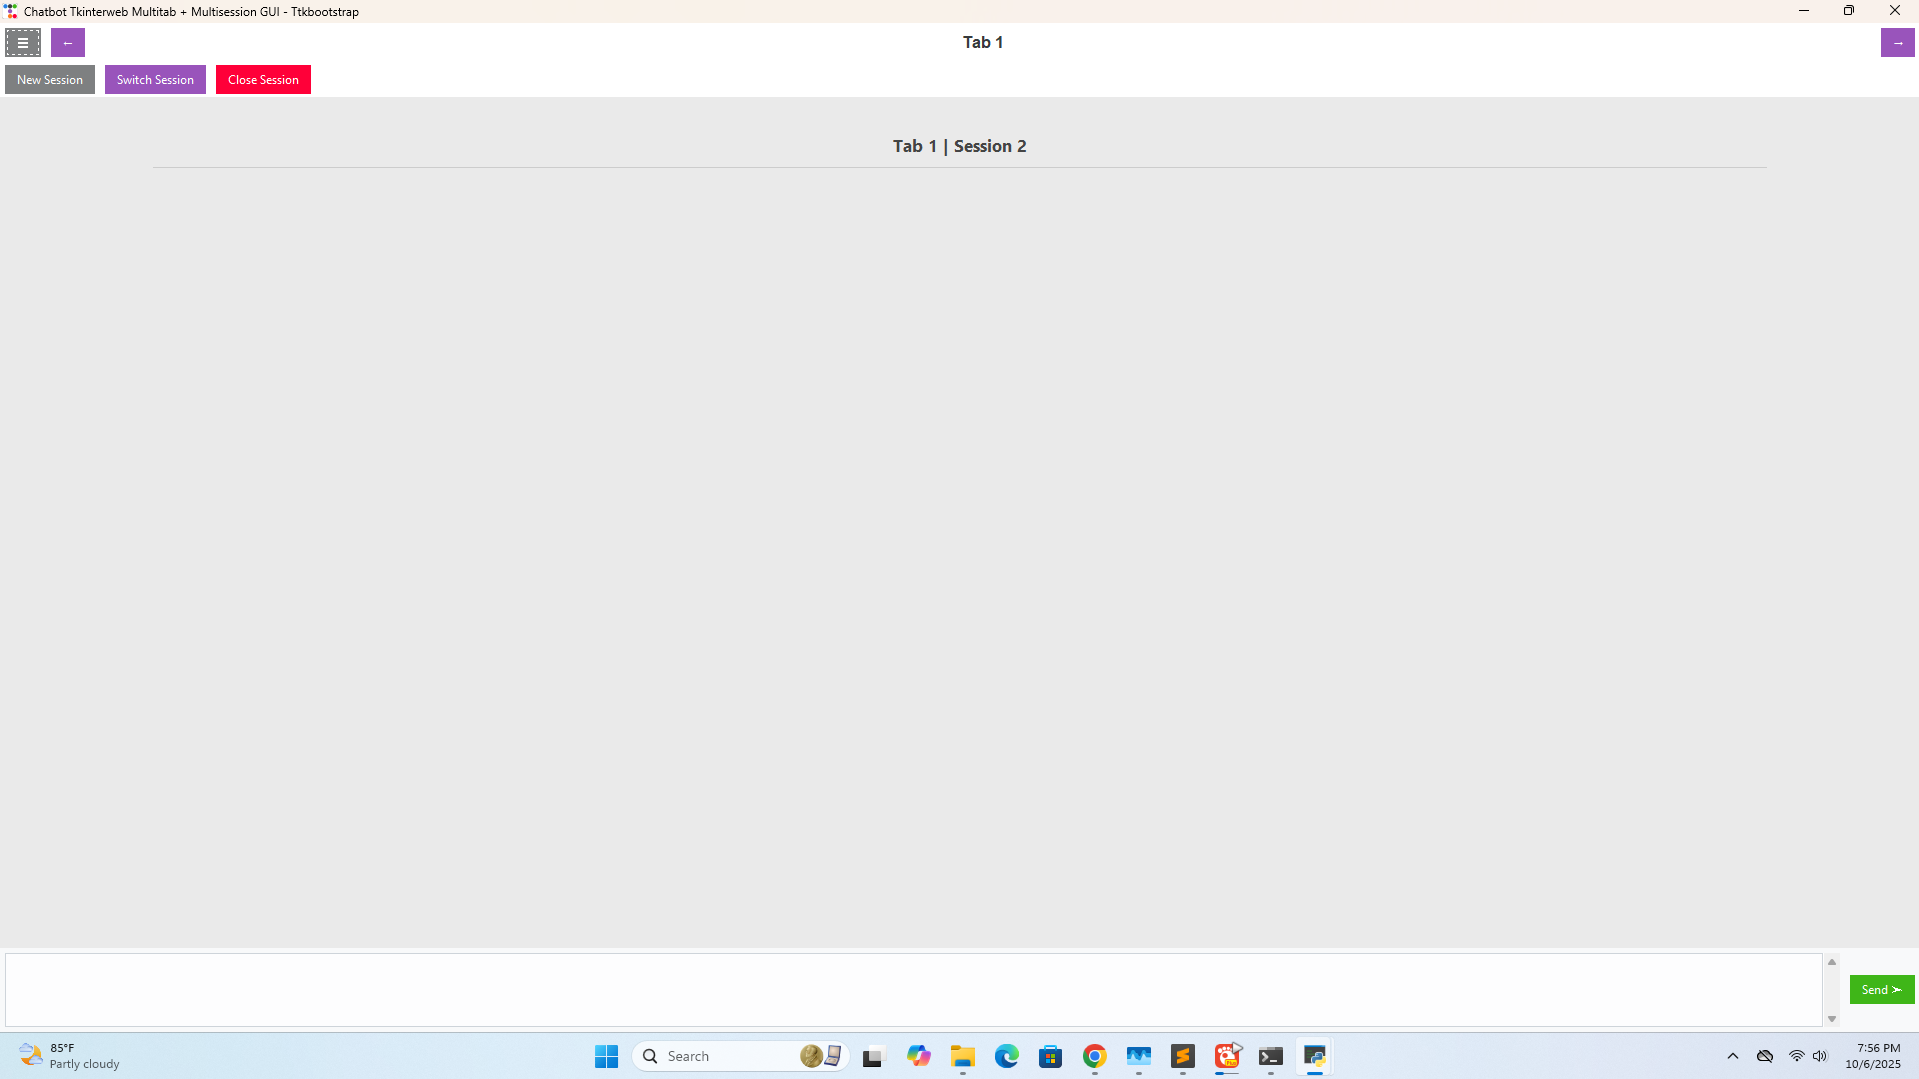 Chatbot Tkinterweb Multitab + Multisession GUI - Ttkbootstrap
☰ ← Tab 1 →
New Session Switch Session Close Session
Tab 1 | Session 2
Send ➣
85°F
Partly cloudy
Search
7:56 PM
10/6/2025